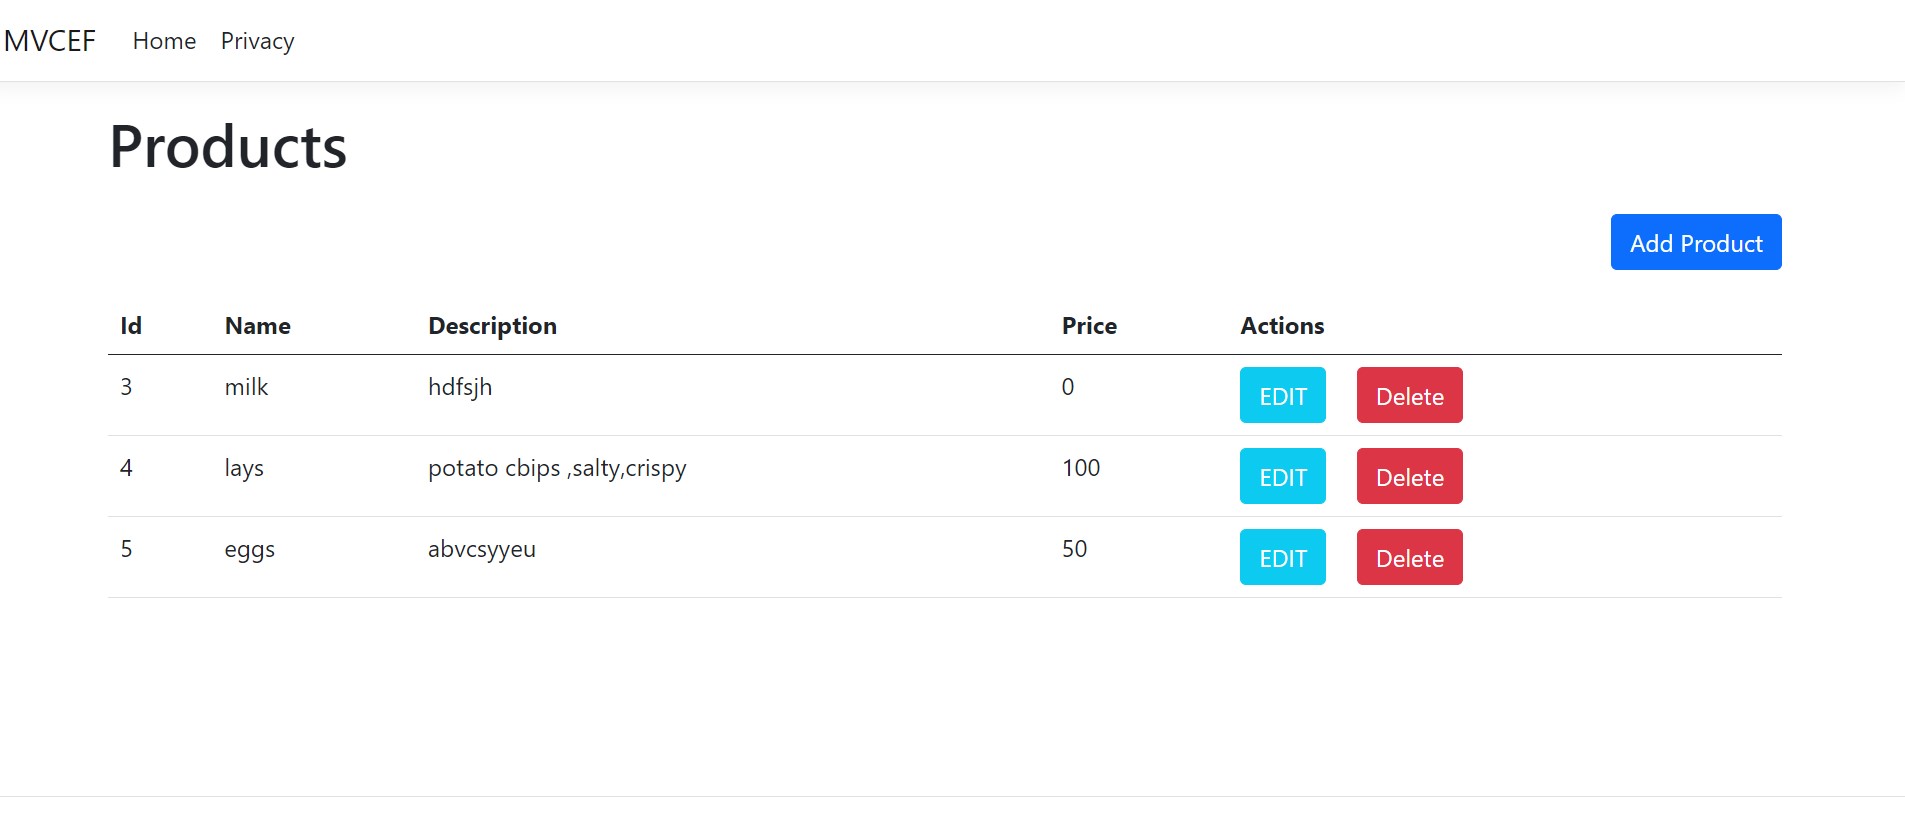 MVCEF Home Privacy
Products
Add Product
Id Name Description Price Actions
3 milk hdfsjh 0 EDIT Delete
4 lays potato cbips ,salty,crispy 100 EDIT Delete
5 eggs abvcsyyeu 50 EDIT Delete